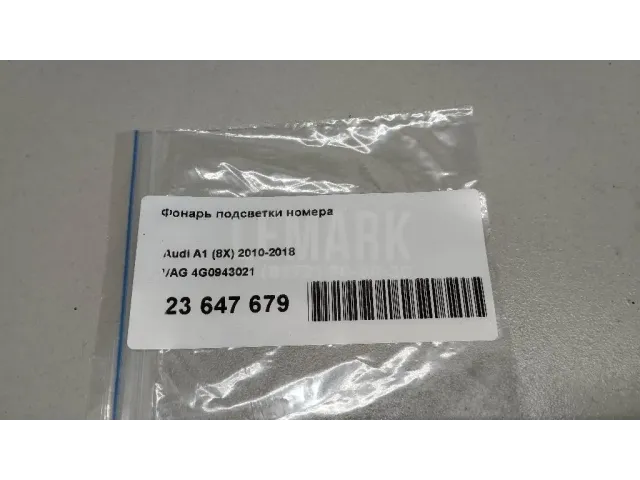 Фонарь подсветки номера
Audi A1 (8X) 2010-2018
VAG 4G0943021
23 647 679